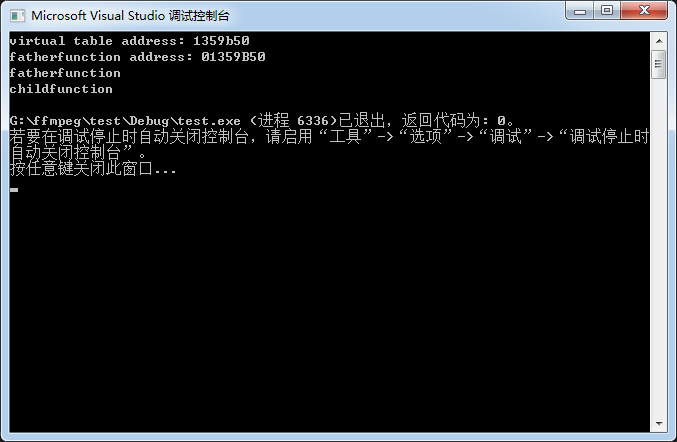 Microsoft Visual Studio 调试控制台
virtual table address: 1359b50
fatherfunction address: 01359B50
fatherfunction
childfunction
G:\ffmpeg\test\Debug\test.exe (进程 6336)已退出，返回代码为: 0。
若要在调试停止时自动关闭控制台，请启用“工具”->“选项”->“调试”->“调试停止时
自动关闭控制台”。
按任意键关闭此窗口...